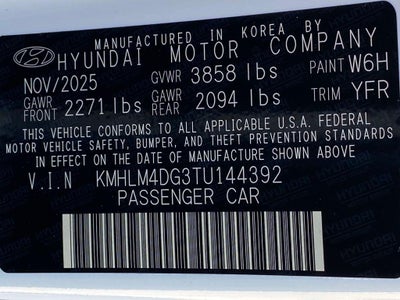 MANUFACTURED IN KOREA BY
HYUNDAI MOTOR COMPANY
NOV/2025 GVWR 3858 lbs PAINT W6H
GAWR FRONT 2271 lbs GAWR REAR 2094 lbs TRIM YFR
THIS VEHICLE CONFORMS TO ALL APPLICABLE U.S.A. FEDERAL
MOTOR VEHICLE SAFETY, BUMPER, AND THEFT PREVENTION STANDARDS
IN EFFECT ON THE DATE OF MANUFACTURE SHOWN ABOVE.
V.I.N KMHLM4DG3TU144392
PASSENGER CAR